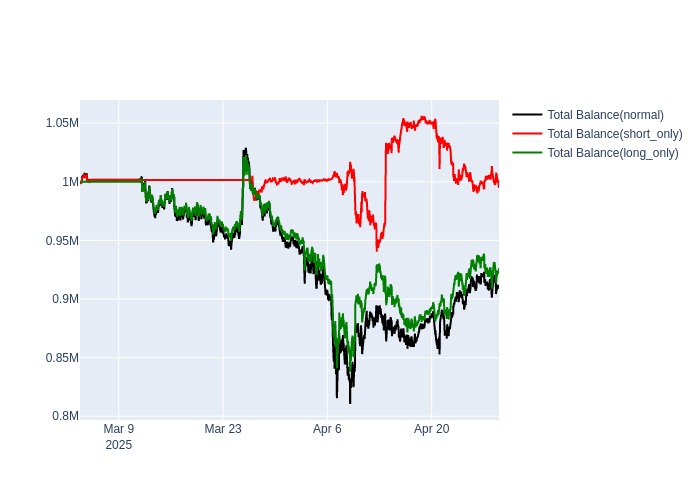 1.05M
1M
0.95M
0.9M
0.85M
0.8M
Mar 9
2025
Mar 23
Apr 6
Apr 20
Total Balance(normal)
Total Balance(short_only)
Total Balance(long_only)